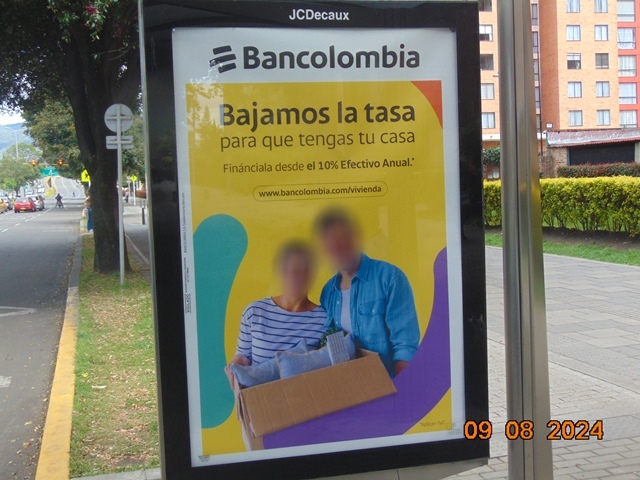 JCDecaux
Bancolombia
Bajamos la tasa
para que tengas tu casa
Fináncíala desde el 10% Efectivo Anual.*
www.bancolombia.com/vivienda
09 08 2024